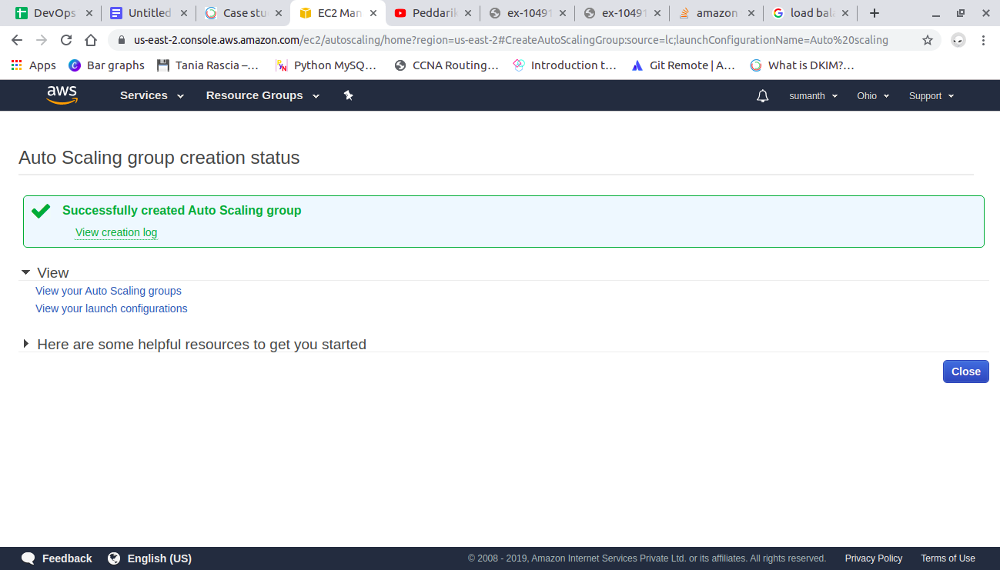 DevOps Untitled Case stu EC2 Man Peddarik ex-10491 ex-10491 amazon load bala
us-east-2.console.aws.amazon.com/ec2/autoscaling/home?region=us-east-2#CreateAutoScalingGroup:source=lc;launchConfigurationName=Auto%20scaling
Apps Bar graphs Tania Rascia –... Python MySQ... CCNA Routing... Introduction t... Git Remote | A... What is DKIM?...
aws Services Resource Groups sumanth Ohio Support
Auto Scaling group creation status
Successfully created Auto Scaling group
View creation log
View
View your Auto Scaling groups
View your launch configurations
Here are some helpful resources to get you started
Close
Feedback English (US) © 2008 - 2019, Amazon Internet Services Private Ltd. or its affiliates. All rights reserved. Privacy Policy Terms of Use